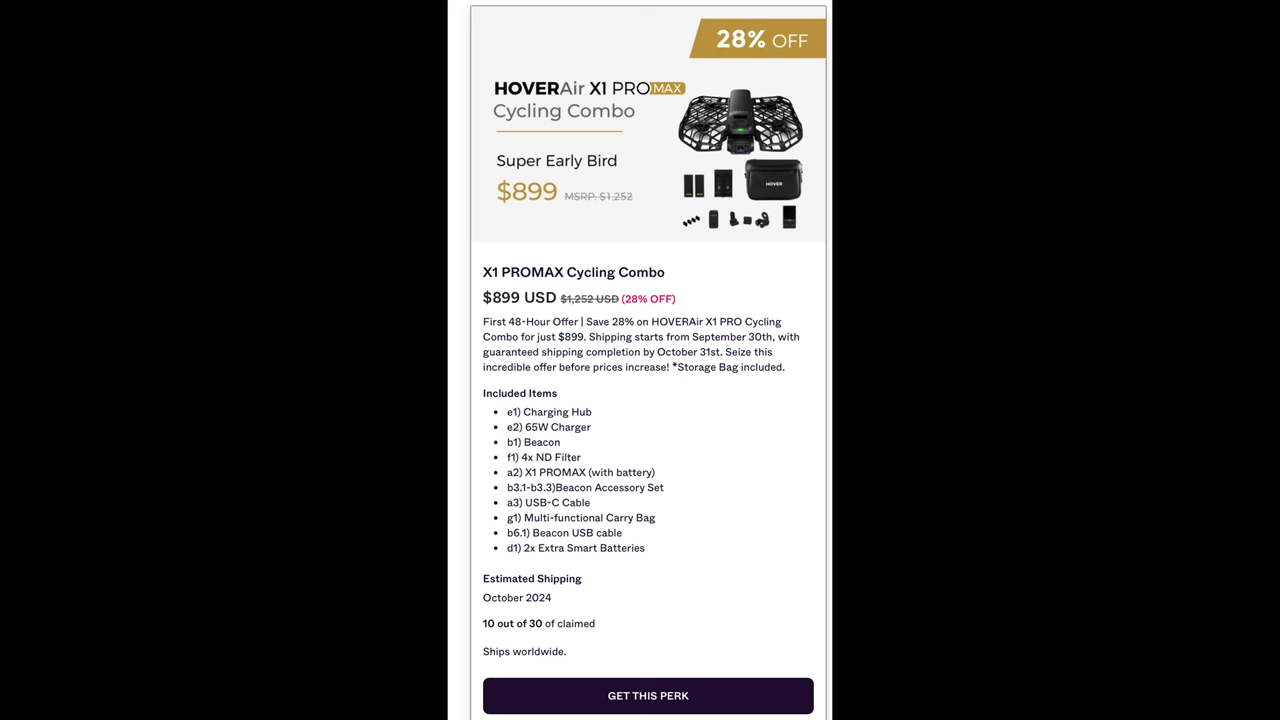 28% OFF
HOVERAir X1 PROMAX
Cycling Combo
Super Early Bird
$899 MSRP: $1,252
HOVER
X1 PROMAX Cycling Combo
$899 USD $1,252 USD (28% OFF)
First 48-Hour Offer | Save 28% on HOVERAir X1 PRO Cycling
Combo for just $899. Shipping starts from September 30th, with
guaranteed shipping completion by October 31st. Seize this
incredible offer before prices increase! *Storage Bag included.
Included Items
• e1) Charging Hub
• e2) 65W Charger
• b1) Beacon
• f1) 4x ND Filter
• a2) X1 PROMAX (with battery)
• b3.1-b3.3)Beacon Accessory Set
• a3) USB-C Cable
• g1) Multi-functional Carry Bag
• b6.1) Beacon USB cable
• d1) 2x Extra Smart Batteries
Estimated Shipping
October 2024
10 out of 30 of claimed
Ships worldwide.
GET THIS PERK